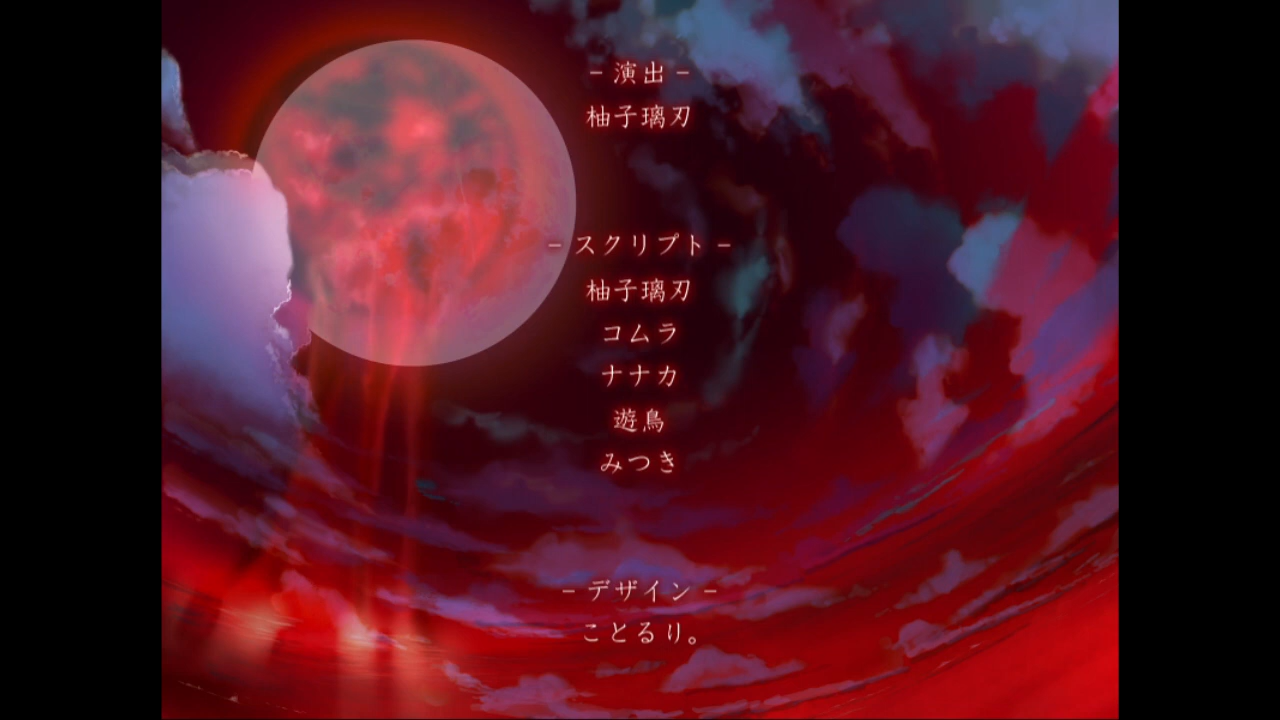 – 演出 –
柚子璃刃
– スクリプト –
柚子璃刃
コムラ
ナナカ
遊鳥
みつき
– デザイン –
ことるり。